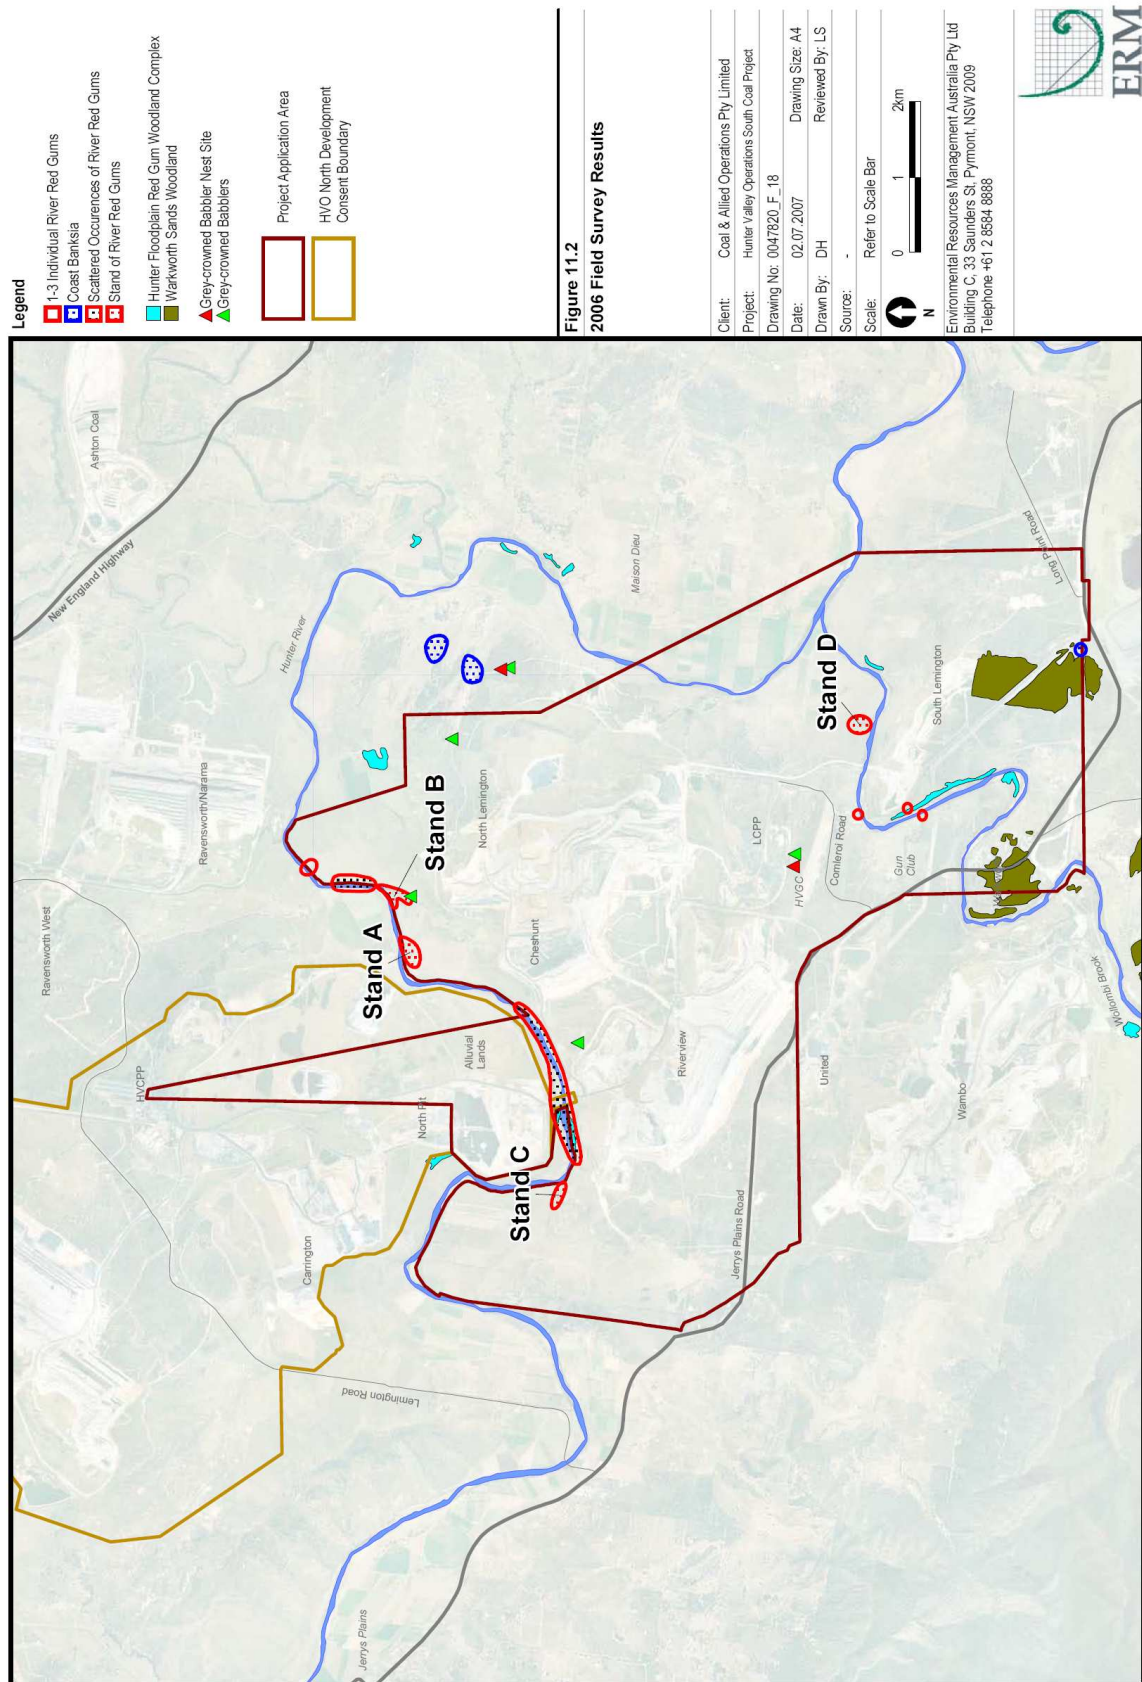 Legend
1-3 Individual River Red Gums
Coast Banksia
Scattered Occurences of River Red Gums
Stand of River Red Gums
Hunter Floodplain Red Gum Woodland Complex
Warkworth Sands Woodland
Grey-crowned Babbler Nest Site
Grey-crowned Babblers
Project Application Area
HVO North Development
Consent Boundary
Figure 11.2
2006 Field Survey Results
Client: Coal & Allied Operations Pty Limited
Project: Hunter Valley Operations South Coal Project
Drawing No: 0047820_F_18
Date: 02.07.2007 Drawing Size: A4
Drawn By: DH Reviewed By: LS
Source: -
Scale: Refer to Scale Bar
N
0 1 2km
Environmental Resources Management Australia Pty Ltd
Building C, 33 Saunders St, Pyrmont, NSW 2009
Telephone +61 2 8584 8888
ERM
Ravensworth West
Ravensworth/Narama
New England Highway
Ashton Coal
HVCPP
Hunter River
Carrington
North Pit
Alluvial
Lands
Stand A
Stand B
North Lemington
Lemington Road
Stand C
Cheshunt
Maison Dieu
Riverview
Jerrys Plains
Jerrys Plains Road
LCPP
HVGC
Comleroi Road
Stand D
United
Gun
Club
South Lemington
Wambo
Long Point Road
Wollombi Brook